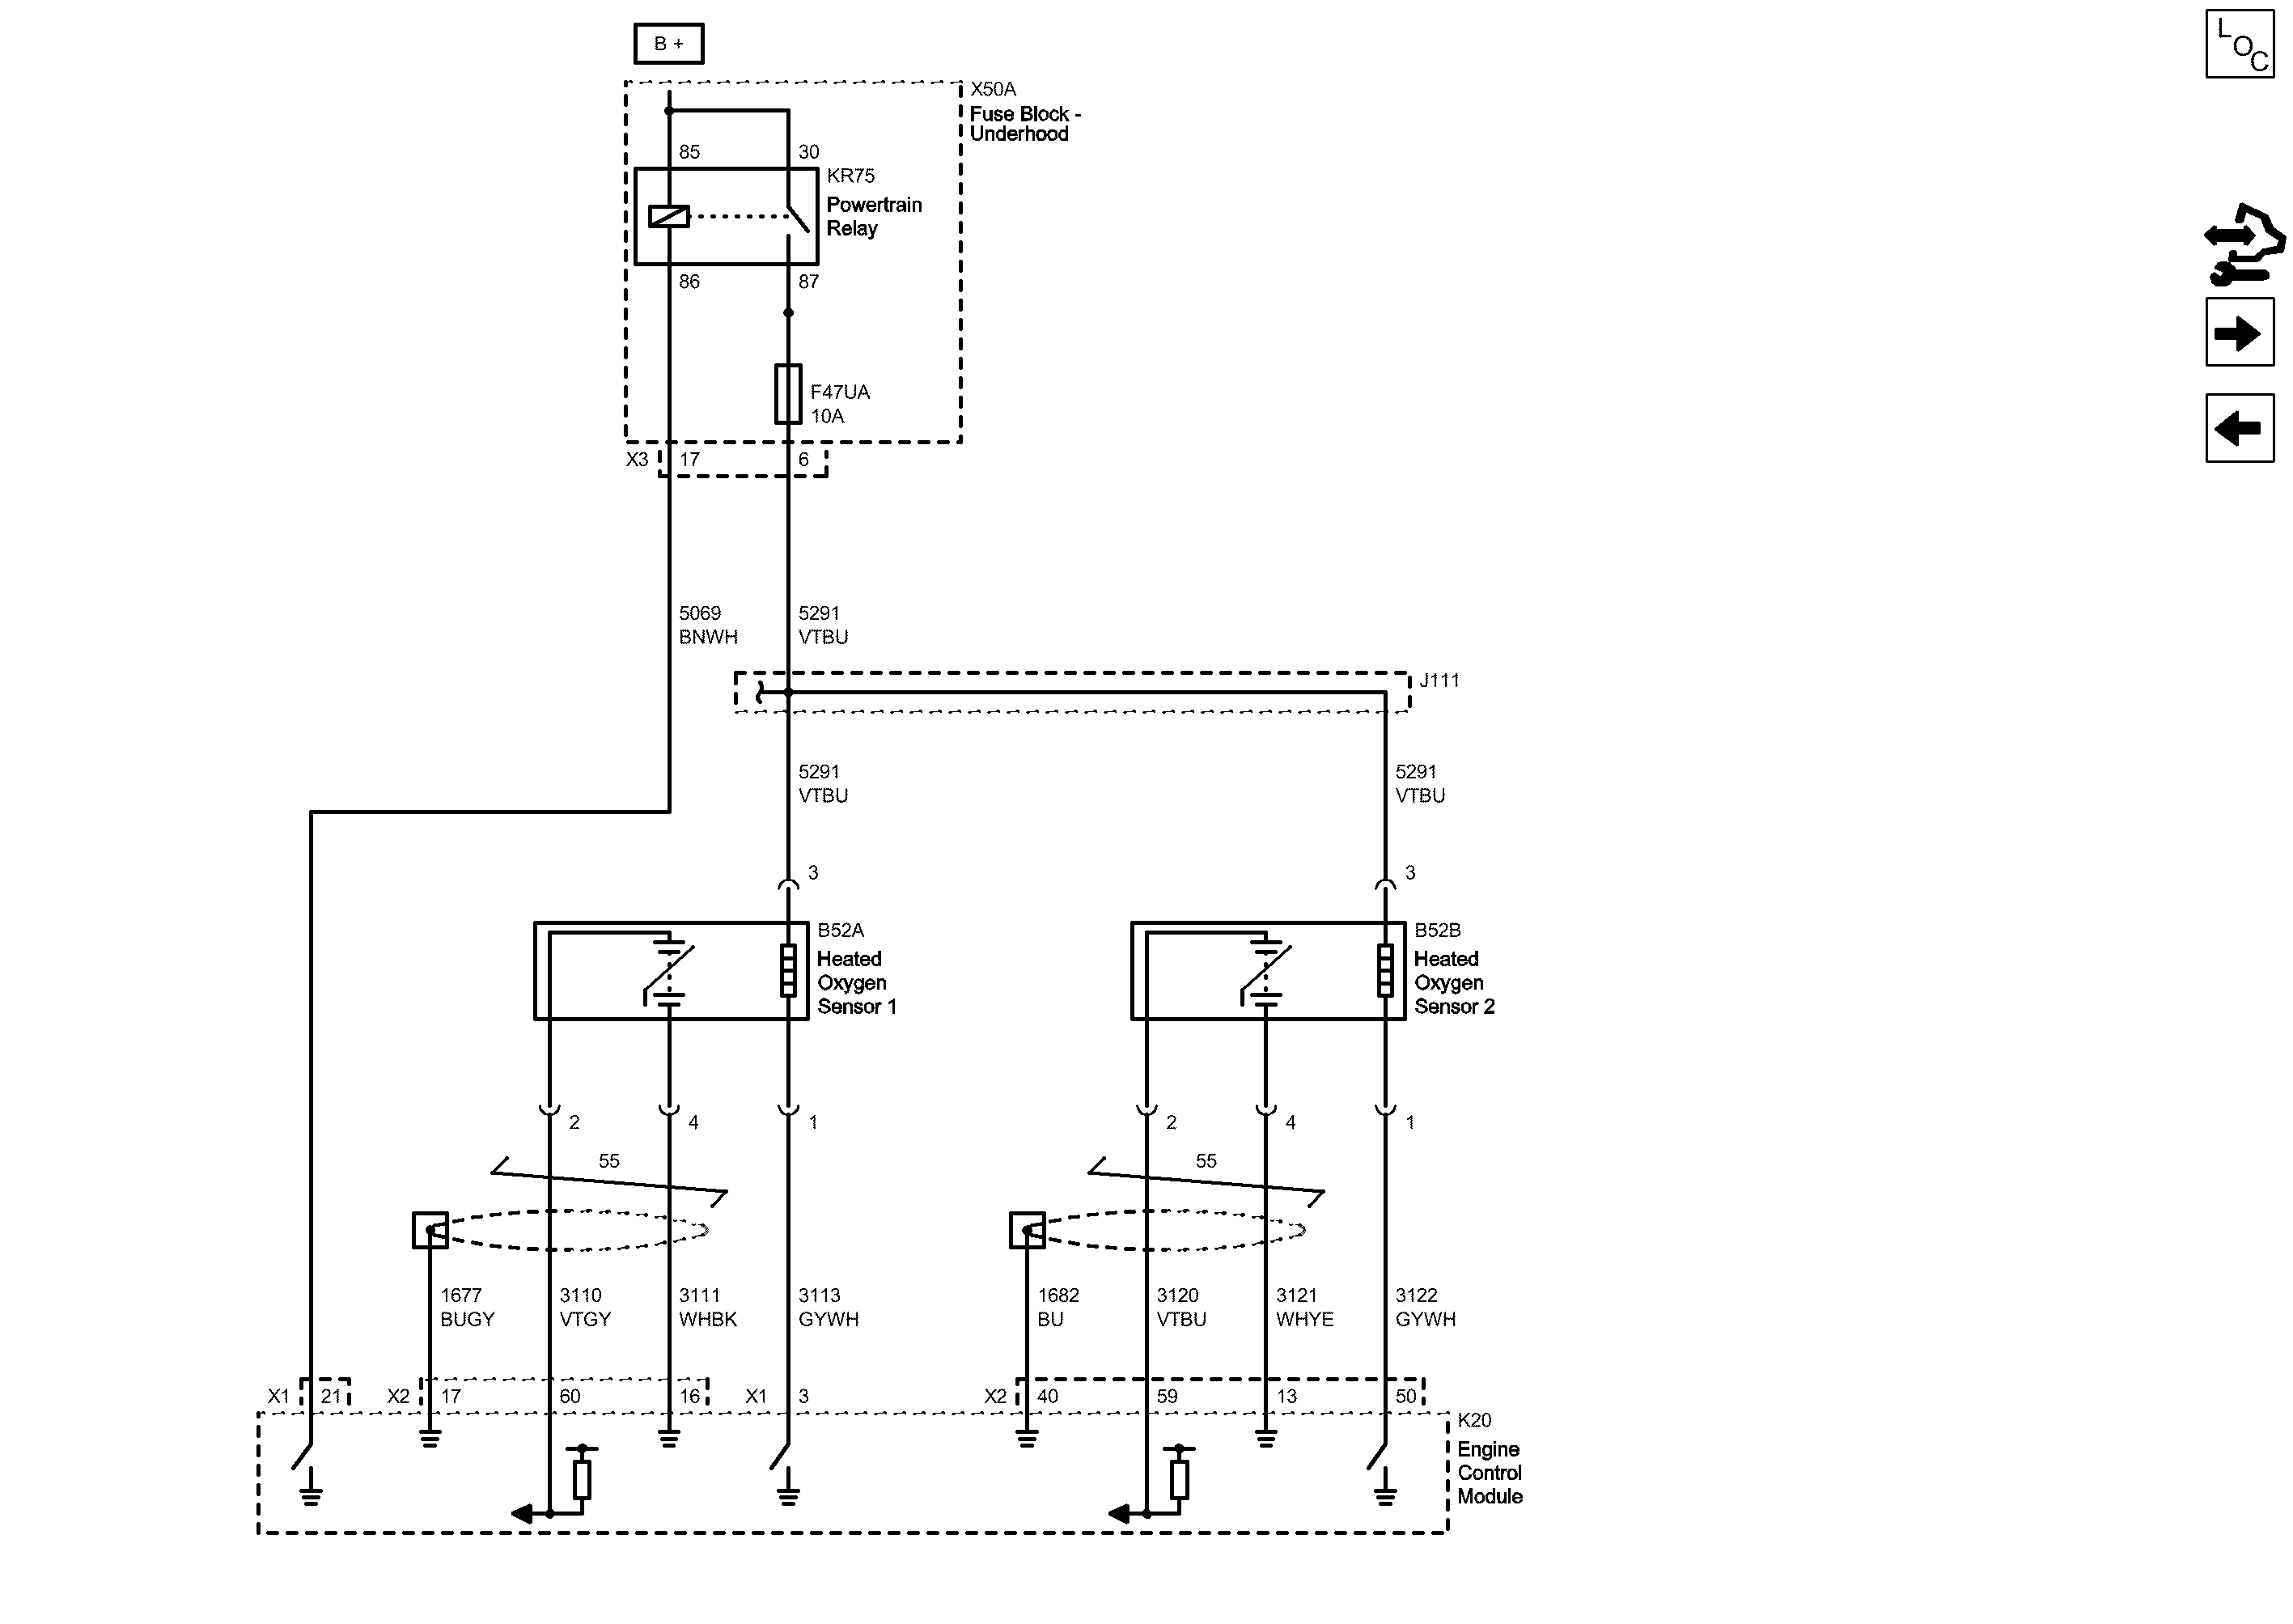 B +
LOC
X50A
Fuse Block -
Underhood
85
30
KR75
Powertrain
Relay
86
87
F47UA
10A
X3
17
6
5069
BNWH
5291
VTBU
J111
5291
VTBU
5291
VTBU
3
3
B52A
Heated
Oxygen
Sensor 1
B52B
Heated
Oxygen
Sensor 2
2
4
1
2
4
1
55
55
1677
BUGY
3110
VTGY
3111
WHBK
3113
GYWH
1682
BU
3120
VTBU
3121
WHYE
3122
GYWH
X1
21
X2
17
60
16
X1
3
X2
40
59
13
50
K20
Engine
Control
Module